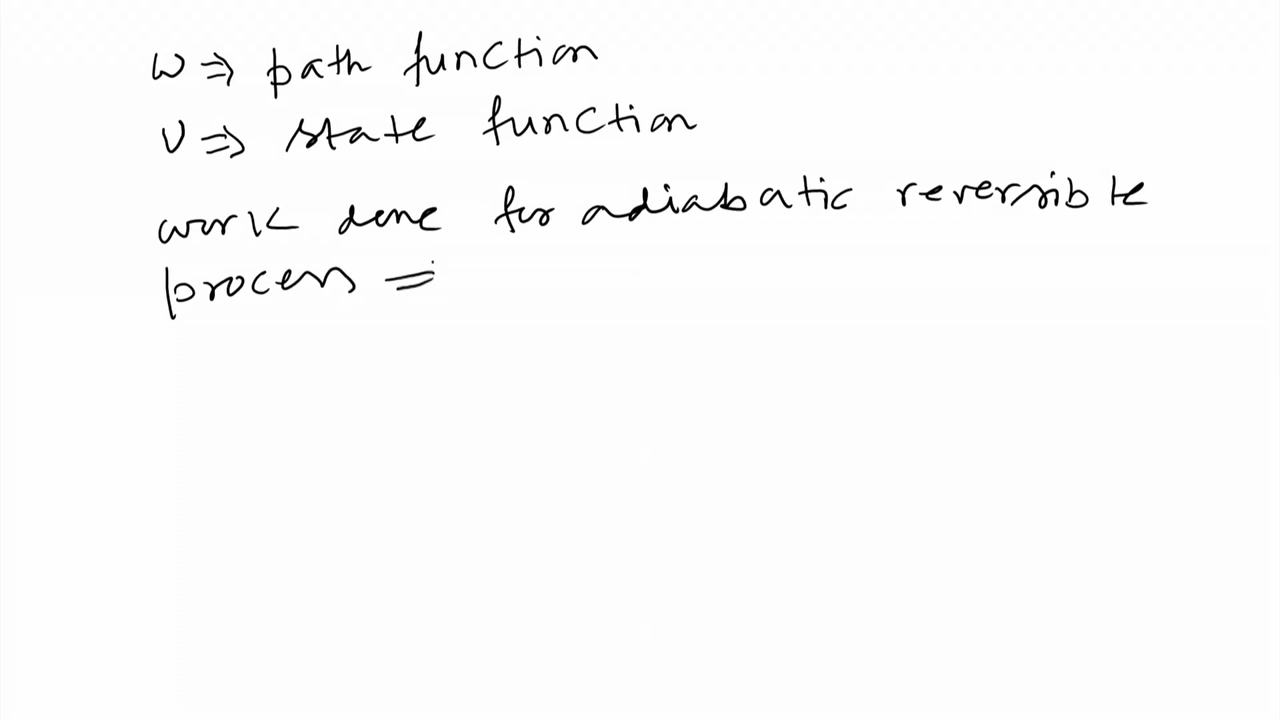 w ⇒ path function
U ⇒ state function
work done for adiabatic reversible
process =